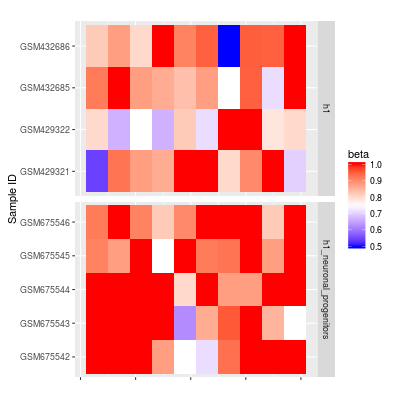 GSM432686
GSM432685
GSM429322
GSM429321
h1
GSM675546
GSM675545
GSM675544
GSM675543
GSM675542
h1_neuronal_progenitors
Sample ID
beta
1.0
0.9
0.8
0.7
0.6
0.5